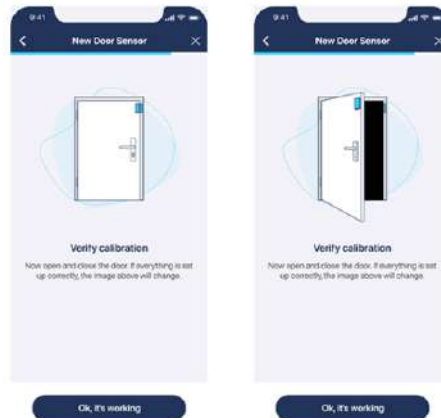 9:41
New Door Sensor
Verify calibration
Now open and close the door. If everything is set
up correctly, the image above will change.
Ok, it's working
9:41
New Door Sensor
Verify calibration
Now open and close the door. If everything is set
up correctly, the image above will change.
Ok, it's working